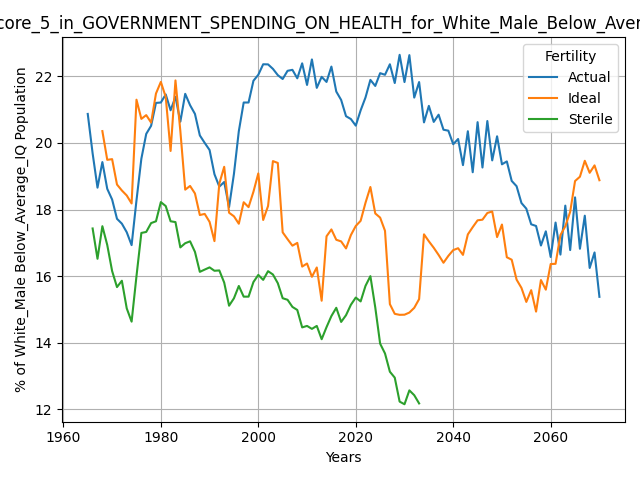 core_5_in_GOVERNMENT_SPENDING_ON_HEALTH_for_White_Male_Below_Aver
Fertility
Actual
Ideal
Sterile
% of White_Male Below_Average_IQ Population
22
20
18
16
14
12
1960 1980 2000 2020 2040 2060
Years